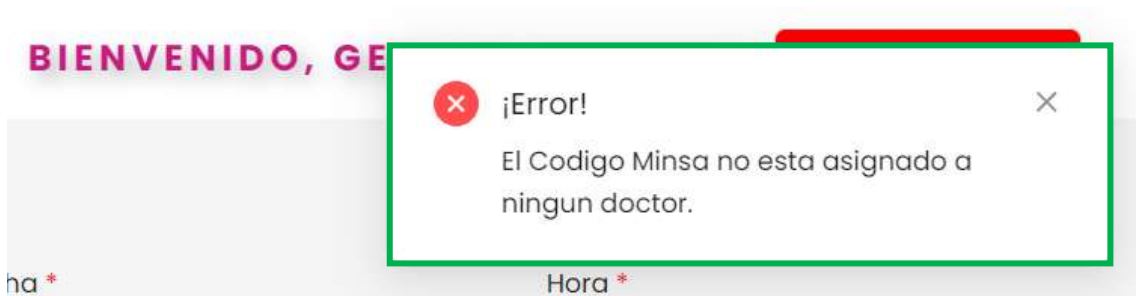 BIENVENIDO, GE
¡Error!
El Codigo Minsa no esta asignado a
ningun doctor.
ha *
Hora *